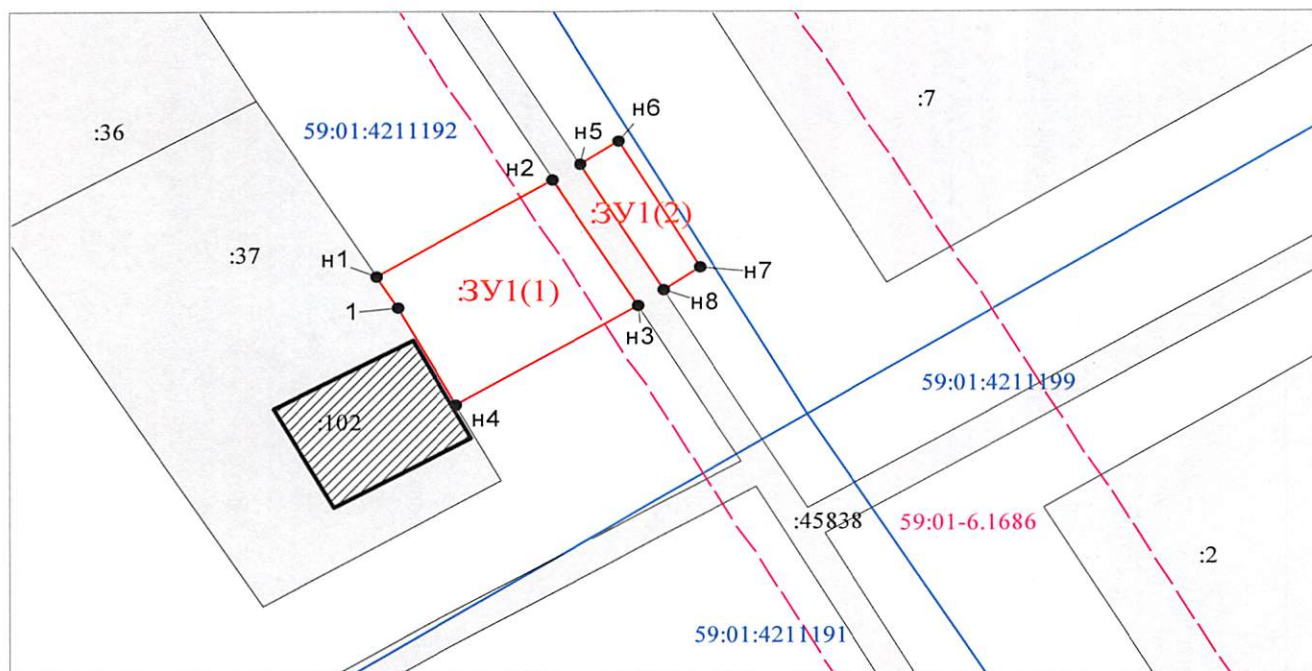 :7
:36
59:01:4211192
н6
н5
н2
:ЗУ1(2)
:37
н1
н7
:ЗУ1(1)
н8
1
н3
59:01:4211199
н4
:102
:45838
59:01-6.1686
:2
59:01:4211191